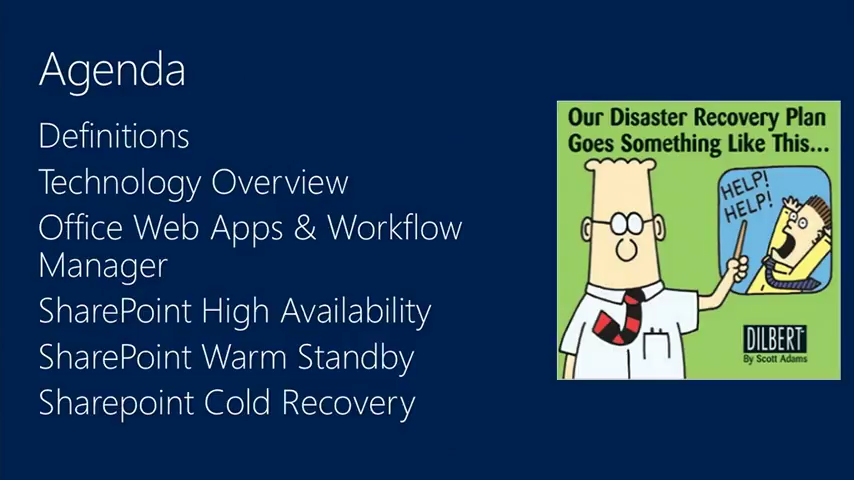 Agenda
Definitions
Technology Overview
Office Web Apps & Workflow
Manager
SharePoint High Availability
SharePoint Warm Standby
Sharepoint Cold Recovery
Our Disaster Recovery Plan
Goes Something Like This...
HELP!
HELP!
DILBERT
By Scott Adams